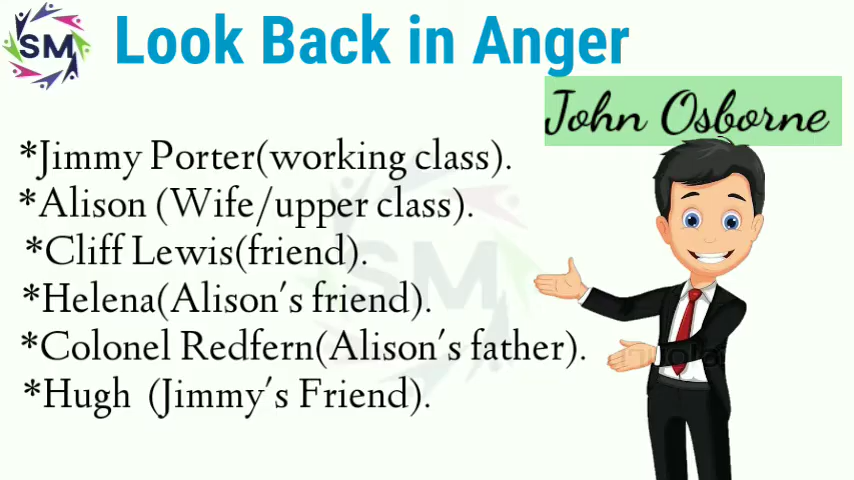 SM
Look Back in Anger
John Osborne
*Jimmy Porter(working class).
*Alison (Wife/upper class).
*Cliff Lewis(friend).
*Helena(Alison's friend).
*Colonel Redfern(Alison's father).
*Hugh (Jimmy's Friend).
SM